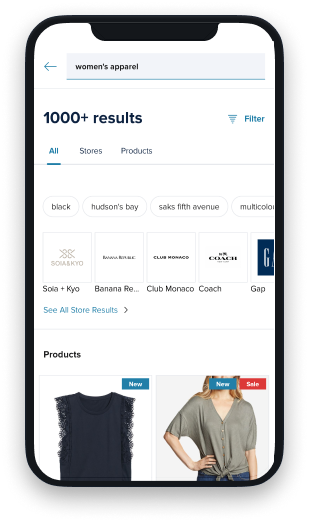 women's apparel
1000+ results
Filter
All Stores Products
black hudson's bay saks fifth avenue multicolou
SOIA&KYO BANANA REPUBLIC CLUB MONACO COACH G
Soia + Kyo Banana Re... Club Monaco Coach Gap
See All Store Results
Products
New New Sale